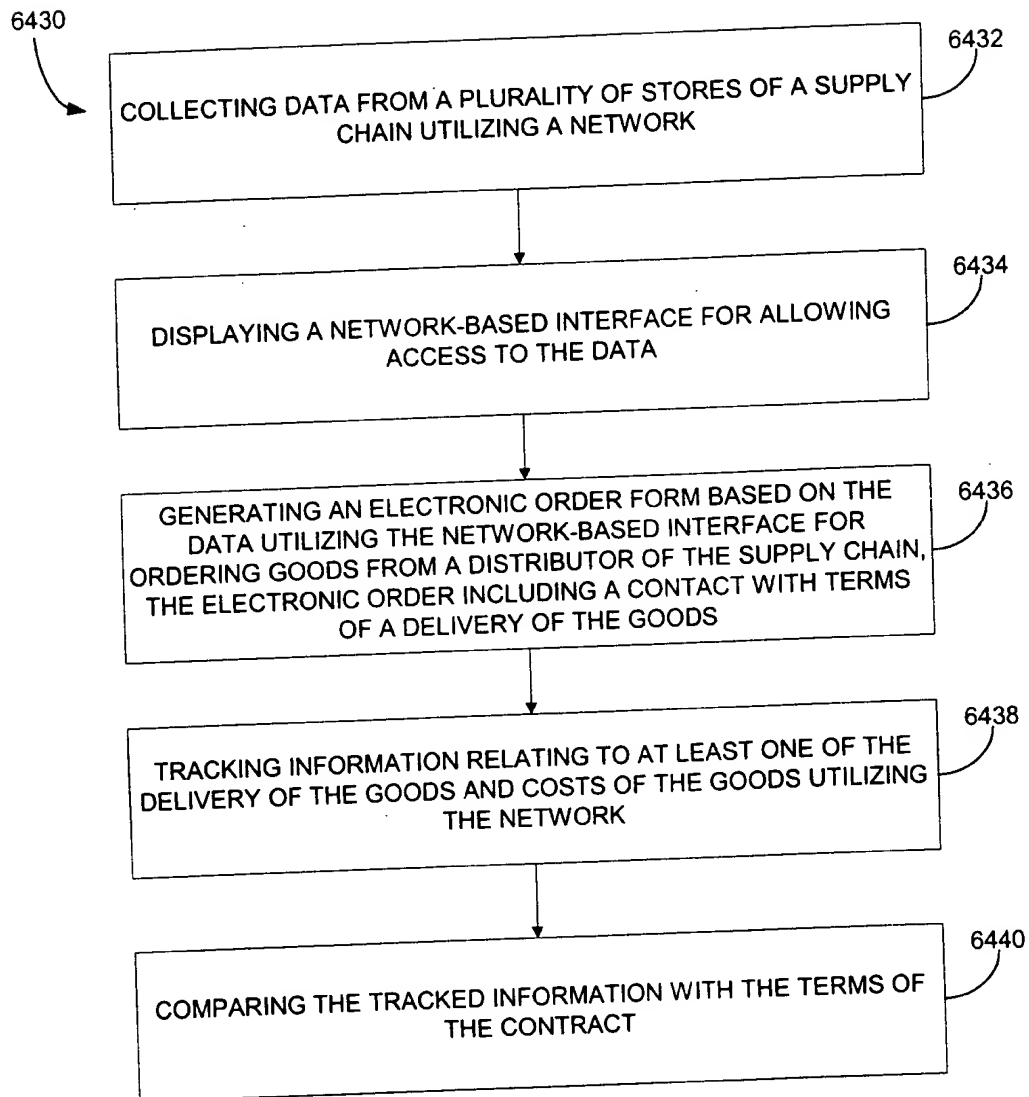 6430
6432
COLLECTING DATA FROM A PLURALITY OF STORES OF A SUPPLY
CHAIN UTILIZING A NETWORK
6434
DISPLAYING A NETWORK-BASED INTERFACE FOR ALLOWING
ACCESS TO THE DATA
6436
GENERATING AN ELECTRONIC ORDER FORM BASED ON THE
DATA UTILIZING THE NETWORK-BASED INTERFACE FOR
ORDERING GOODS FROM A DISTRIBUTOR OF THE SUPPLY CHAIN,
THE ELECTRONIC ORDER INCLUDING A CONTACT WITH TERMS
OF A DELIVERY OF THE GOODS
6438
TRACKING INFORMATION RELATING TO AT LEAST ONE OF THE
DELIVERY OF THE GOODS AND COSTS OF THE GOODS UTILIZING
THE NETWORK
6440
COMPARING THE TRACKED INFORMATION WITH THE TERMS OF
THE CONTRACT